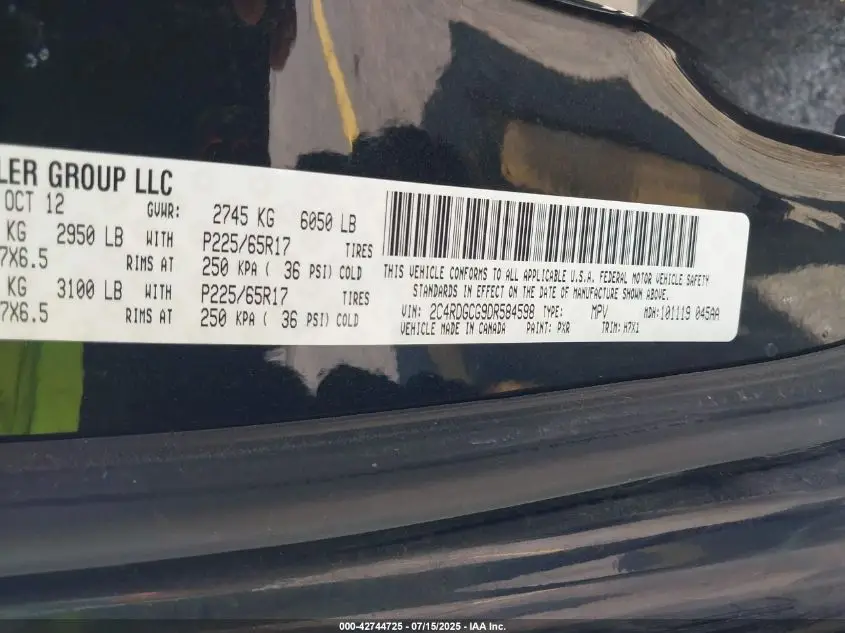 LER GROUP LLC
OCT 12 GVWR: 2745 KG 6050 LB
KG 2950 LB WITH P225/65R17 TIRES
7X6.5 RIMS AT 250 KPA ( 36 PSI) COLD
KG 3100 LB WITH P225/65R17 TIRES
7X6.5 RIMS AT 250 KPA ( 36 PSI) COLD
THIS VEHICLE CONFORMS TO ALL APPLICABLE U.S.A. FEDERAL MOTOR VEHICLE SAFETY
STANDARDS IN EFFECT ON THE DATE OF MANUFACTURE SHOWN ABOVE.
VIN: 2C4RDGCG9DR584598 TYPE: MPV MDH: 101119 045AA
VEHICLE MADE IN CANADA PAINT: PXR TRIM: H7X1
000-42744725 - 07/15/2025 - IAA Inc.